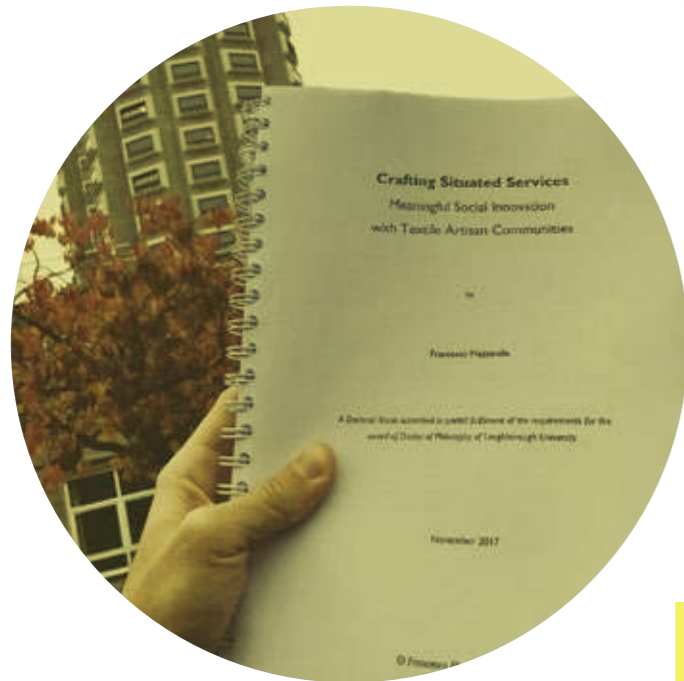 Crafting Situated Services
Meaningful Social Innovation
with Textile Artisan Communities
by
Francesco Mazzarella
A Doctoral Thesis submitted in partial fulfilment of the requirements for the
award of Doctor of Philosophy of Loughborough University
November 2017
© Francesco